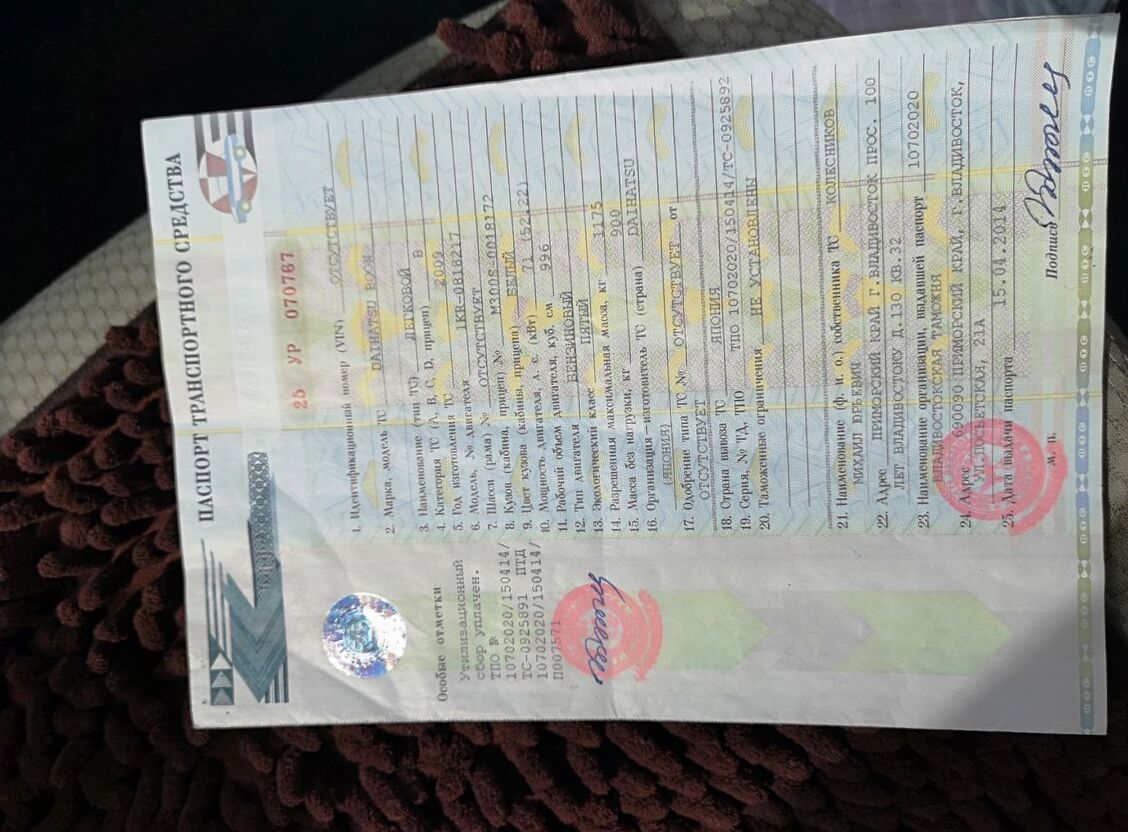 ПАСПОРТ ТРАНСПОРТНОГО СРЕДСТВА
25 УР 070767
Особые отметки
Утилизационный
сбор уплачен.
ТПО №
10702020/150414/
ТС-0925891 ПТД
10702020/150414/
П007571
1. Идентификационный номер (VIN) ОТСУТСТВУЕТ
2. Марка, модель ТС DAIHATSU BOON
3. Наименование (тип ТС) ЛЕГКОВОЙ
4. Категория ТС (А, В, С, D, прицеп) B
5. Год изготовления ТС 2009
6. Модель, № двигателя 1KR-0818217
7. Шасси (рама) № ОТСУТСТВУЕТ
8. Кузов (кабина, прицеп) № M300S-0018172
9. Цвет кузова (кабины, прицепа) БЕЛЫЙ
10. Мощность двигателя, л. с. (кВт) 71 (52,22)
11. Рабочий объем двигателя, куб. см 996
12. Тип двигателя БЕНЗИНОВЫЙ
13. Экологический класс ПЯТЫЙ
14. Разрешенная максимальная масса, кг 1175
15. Масса без нагрузки, кг 900
16. Организация – изготовитель ТС (страна) DAIHATSU
(ЯПОНИЯ)
17. Одобрение типа ТС № ОТСУТСТВУЕТ от
ОТСУТСТВУЕТ
18. Страна вывоза ТС ЯПОНИЯ
19. Серия, № ТД, ТПО ТПО 10702020/150414/ТС-0925892
20. Таможенные ограничения НЕ УСТАНОВЛЕНЫ
21. Наименование (ф. и. о.) собственника ТС КОЛЕСНИКОВ
МИХАИЛ ЮРЬЕВИЧ
22. Адрес ПРИМОРСКИЙ КРАЙ Г.ВЛАДИВОСТОК ПРОС. 100
ЛЕТ ВЛАДИВОСТОКУ Д.130 КВ.32
23. Наименование организации, выдавшей паспорт 10702020
ВЛАДИВОСТОКСКАЯ ТАМОЖНЯ
24. Адрес 690090 ПРИМОРСКИЙ КРАЙ, Г.ВЛАДИВОСТОК,
УЛ.ПОСЬЕТСКАЯ, 21А
25. Дата выдачи паспорта 15.04.2014
М. П.
Подпись